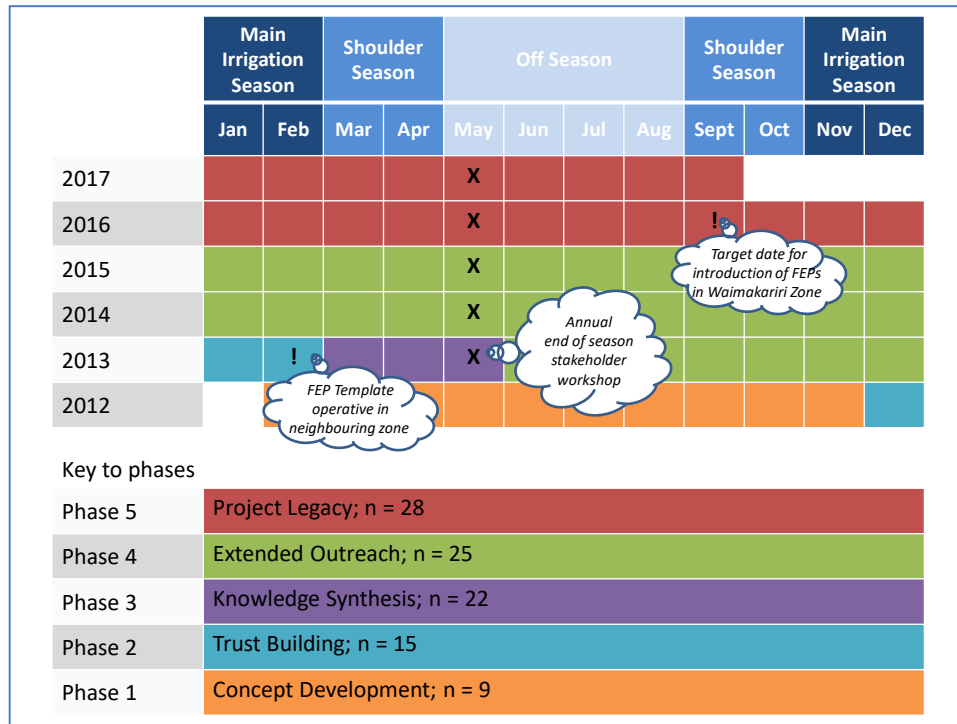 Main
Irrigation
Season
Shoulder
Season
Off Season
Shoulder
Season
Main
Irrigation
Season
Jan Feb Mar Apr May Jun Jul Aug Sept Oct Nov Dec
2017 X
2016 X !
2015 X
Target date for
introduction of FEPs
in Waimakariri Zone
2014 X
Annual
end of season
stakeholder
workshop
2013 ! X
FEP Template
operative in
neighbouring zone
2012
Key to phases
Phase 5 Project Legacy; n = 28
Phase 4 Extended Outreach; n = 25
Phase 3 Knowledge Synthesis; n = 22
Phase 2 Trust Building; n = 15
Phase 1 Concept Development; n = 9